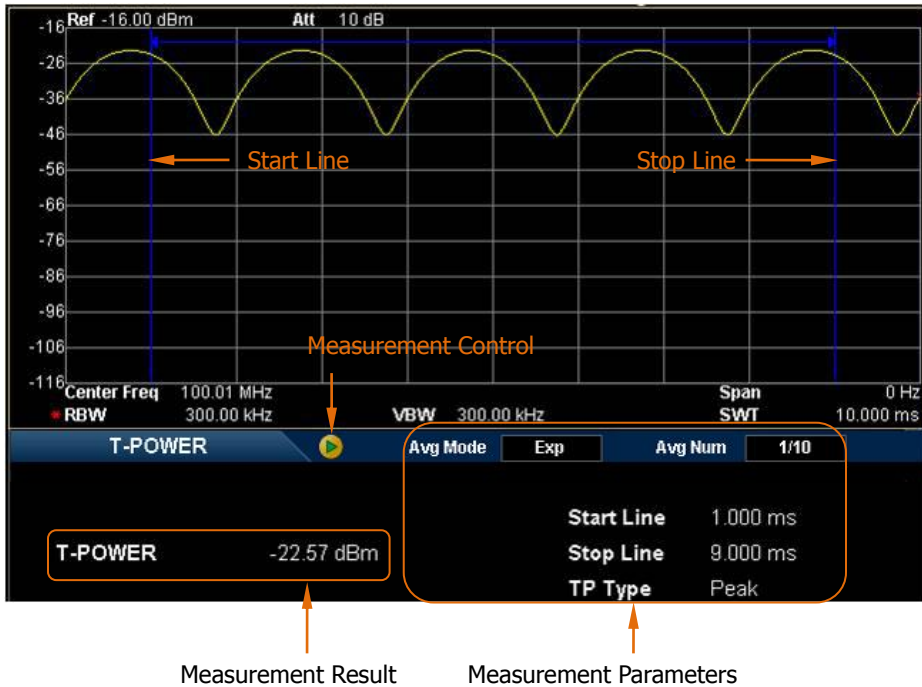 Ref -16.00 dBm Att 10 dB
-16
-26
-36
-46
Start Line Stop Line
-56
-66
-76
-86
-96
-106
Measurement Control
-116
Center Freq 100.01 MHz Span 0 Hz
RBW 300.00 kHz VBW 300.00 kHz SWT 10.000 ms
T-POWER Avg Mode Exp Avg Num 1/10
Start Line 1.000 ms
T-POWER -22.57 dBm Stop Line 9.000 ms
TP Type Peak
Measurement Result Measurement Parameters